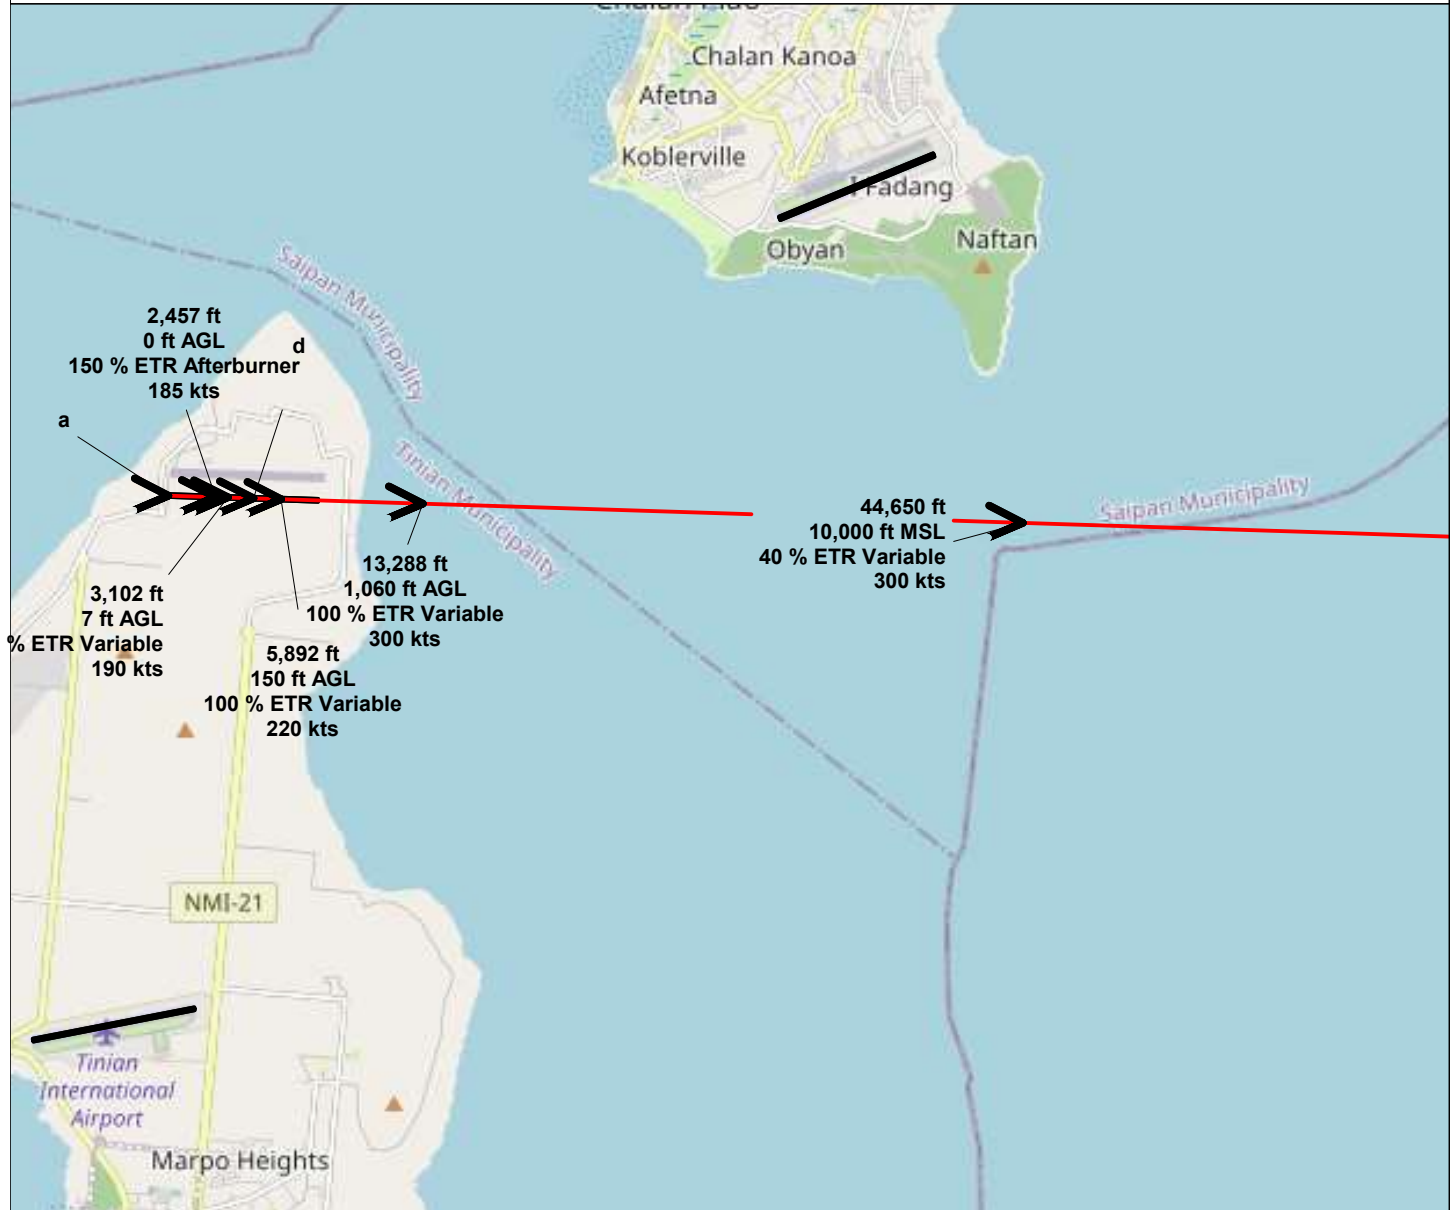 Chalan Piao
Chalan Kanoa
Afetna
Koblerville
I Fadang
Obyan
Naftan
Saipan Municipality
2,457 ft
0 ft AGL
150 % ETR Afterburner
185 kts
d
a
Tinian Municipality
Saipan Municipality
44,650 ft
10,000 ft MSL
40 % ETR Variable
300 kts
13,288 ft
1,060 ft AGL
100 % ETR Variable
300 kts
3,102 ft
7 ft AGL
% ETR Variable
190 kts
5,892 ft
150 ft AGL
100 % ETR Variable
220 kts
NMI-21
Tinian
International
Airport
Marpo Heights